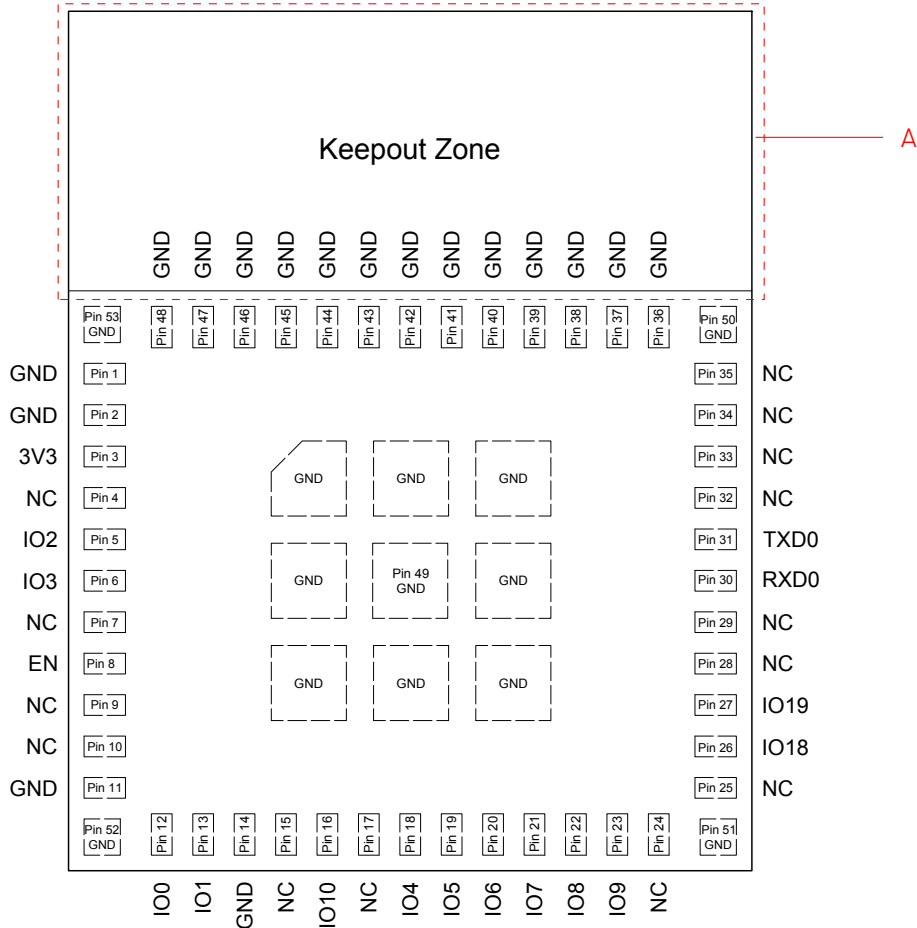 Keepout Zone
A
GND GND GND GND GND GND GND GND GND GND GND GND GND
Pin 53 GND
Pin 48 Pin 47 Pin 46 Pin 45 Pin 44 Pin 43 Pin 42 Pin 41 Pin 40 Pin 39 Pin 38 Pin 37 Pin 36
Pin 50 GND
GND Pin 1
Pin 35 NC
GND Pin 2
Pin 34 NC
3V3 Pin 3
Pin 33 NC
NC Pin 4
Pin 32 NC
IO2 Pin 5
Pin 31 TXD0
IO3 Pin 6
Pin 30 RXD0
NC Pin 7
Pin 29 NC
EN Pin 8
Pin 28 NC
NC Pin 9
Pin 27 IO19
NC Pin 10
Pin 26 IO18
GND Pin 11
Pin 25 NC
GND GND GND
GND
Pin 49
GND
GND
GND GND GND
Pin 52 GND
Pin 12 Pin 13 Pin 14 Pin 15 Pin 16 Pin 17 Pin 18 Pin 19 Pin 20 Pin 21 Pin 22 Pin 23 Pin 24
Pin 51 GND
IO0 IO1 GND NC IO10 NC IO4 IO5 IO6 IO7 IO8 IO9 NC